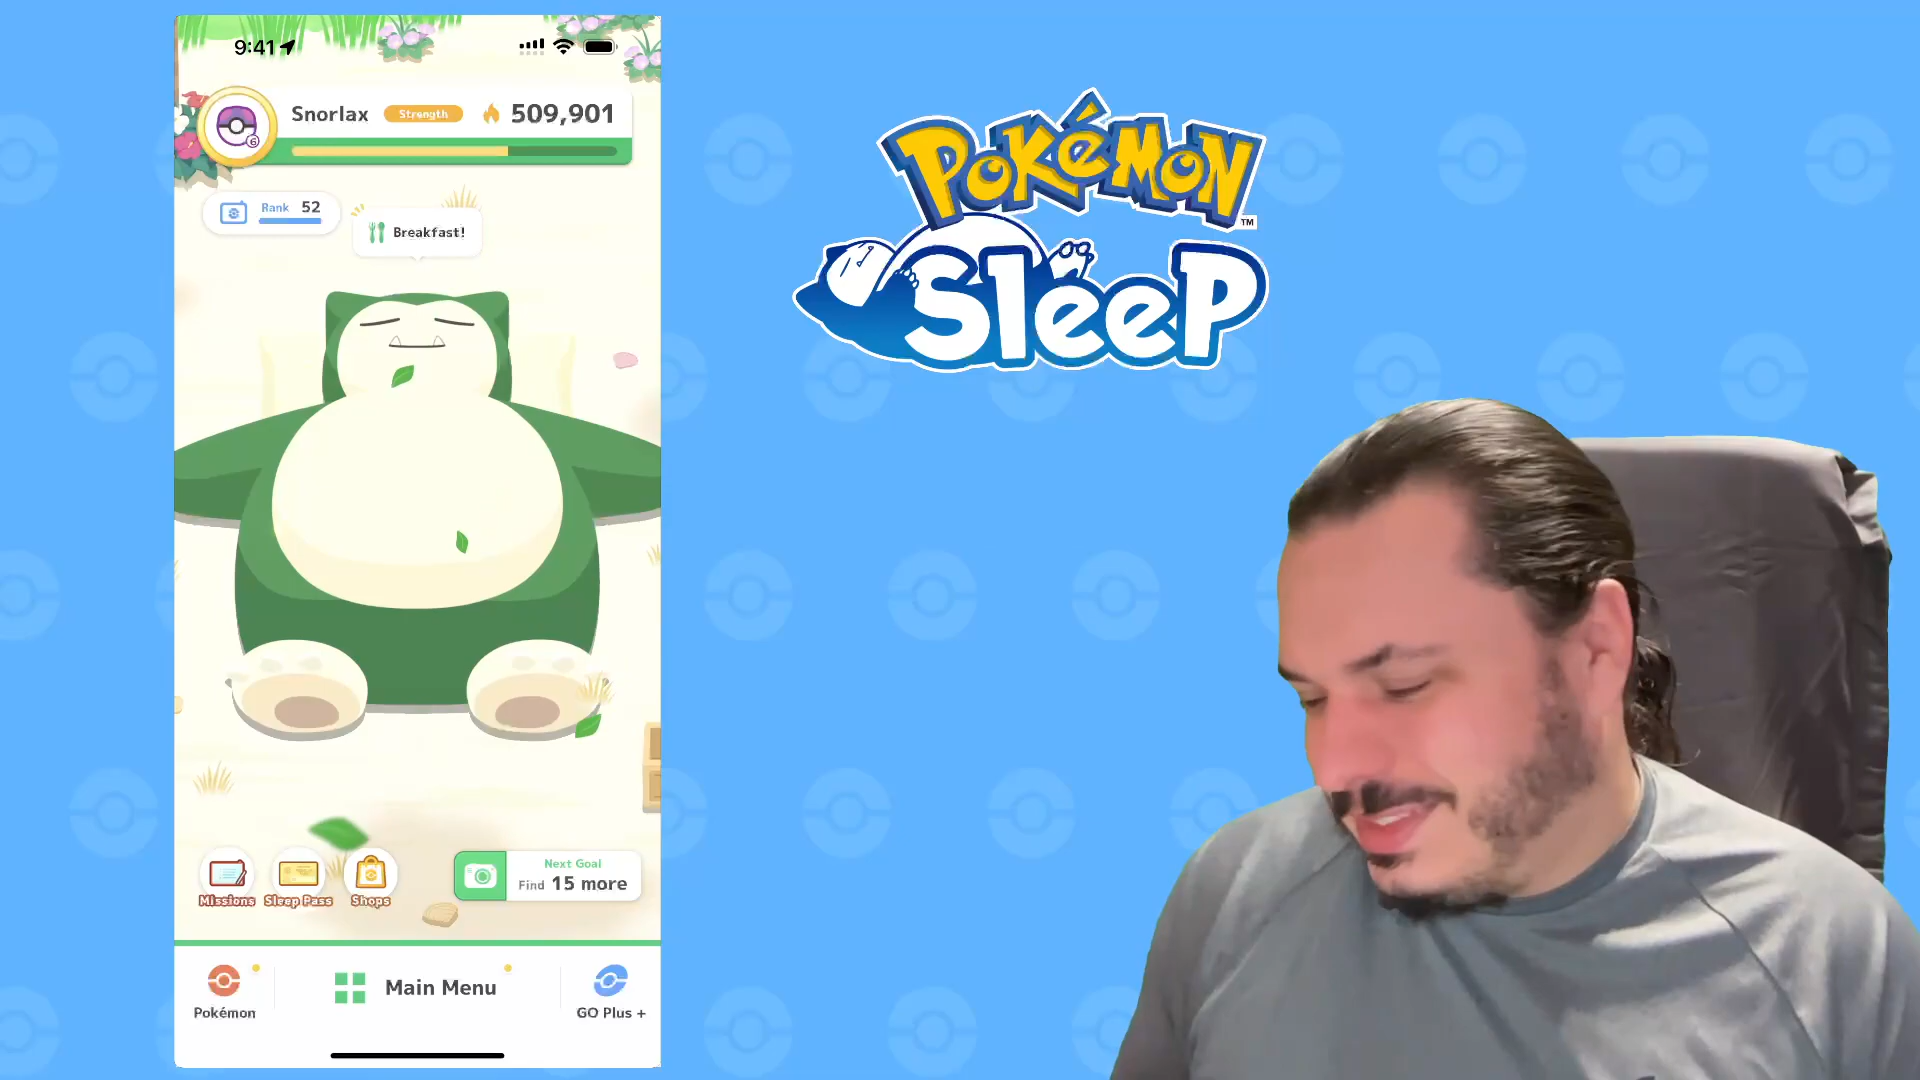 9:41
Snorlax Strength 509,901
6
Rank 52
Breakfast!
POKÉMON
TM
Sleep
Missions
Sleep Pass
Shops
Next Goal
Find 15 more
Pokémon
Main Menu
GO Plus +